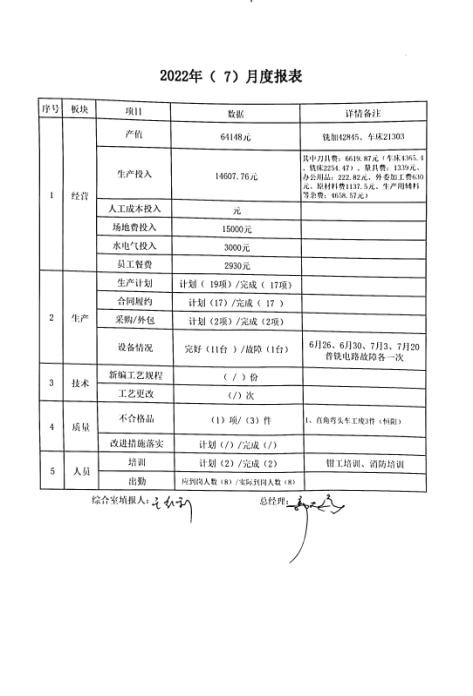 2022年（ 7）月度报表
序号 板块 项目 数据 详情备注
1 经营 产值 64148元 铣加42845、车床21303
生产投入 14607.76元 其中刀具费：6619.87元（车床4365.4
、铣床2254.47）、量具费：1339元、
办公用品：222.82元、外委加工费630
元、原材料费1137.5元、生产用辅料
等杂费：4658.57元）
人工成本投入 元
场地费投入 15000元
水电气投入 3000元
员工餐费 2930元
2 生产 生产计划 计划（ 19项）/完成（ 17项）
合同履约 计划（17）/完成（ 17 ）
采购/外包 计划（2项）/完成（2项）
设备情况 完好（11台 ）/故障（1台） 6月26、6月30、7月3、7月20
普铣电路故障各一次
3 技术 新编工艺规程 （ / ）份
工艺更改 （/）次
4 质量 不合格品 （1）项/（3）件 1、直角弯头车工废3件（恒阳）
改进措施落实 计划（/）/完成（/）
5 人员 培训 计划（2）/完成（2） 钳工培训、消防培训
出勤 应到岗人数（8）/实际到岗人数（8）
综合室填报人： 总经理：